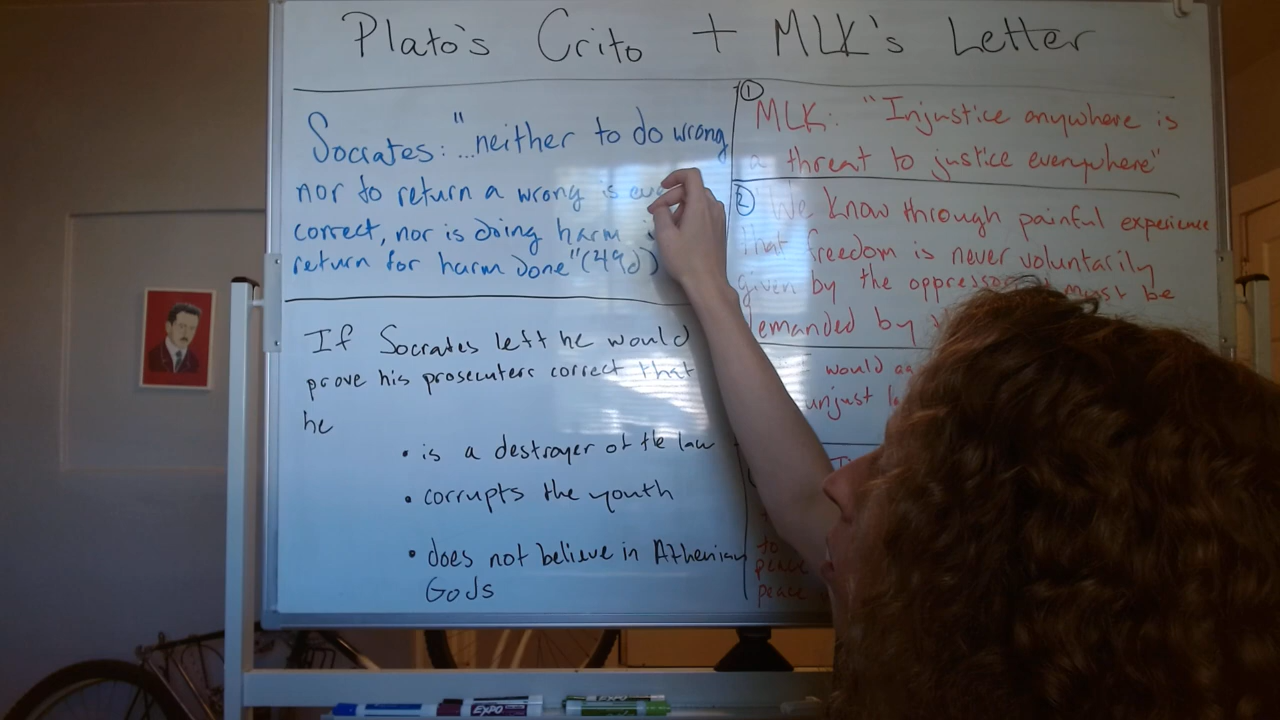 Plato's Crito + MLK's Letter
Socrates: "...neither to do wrong
nor to return a wrong is
correct, nor is doing harm
return for harm done" (49d)
If Socrates left he would
prove his prosecuters correct that
he
• is a destroyer of the law
• corrupts the youth
• does not believe in Athenian
Gods
①
MLK: "Injustice anywhere is
a threat to justice everywhere"
② "We know through painful experience
that freedom is never voluntarily
given by the oppressor must be
demanded by
would
unjust
to
peace
peace
EXPO